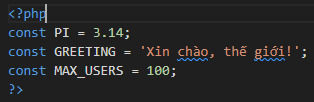 <?php
const PI = 3.14;
const GREETING = 'Xin chào, thế giới!';
const MAX_USERS = 100;
?>